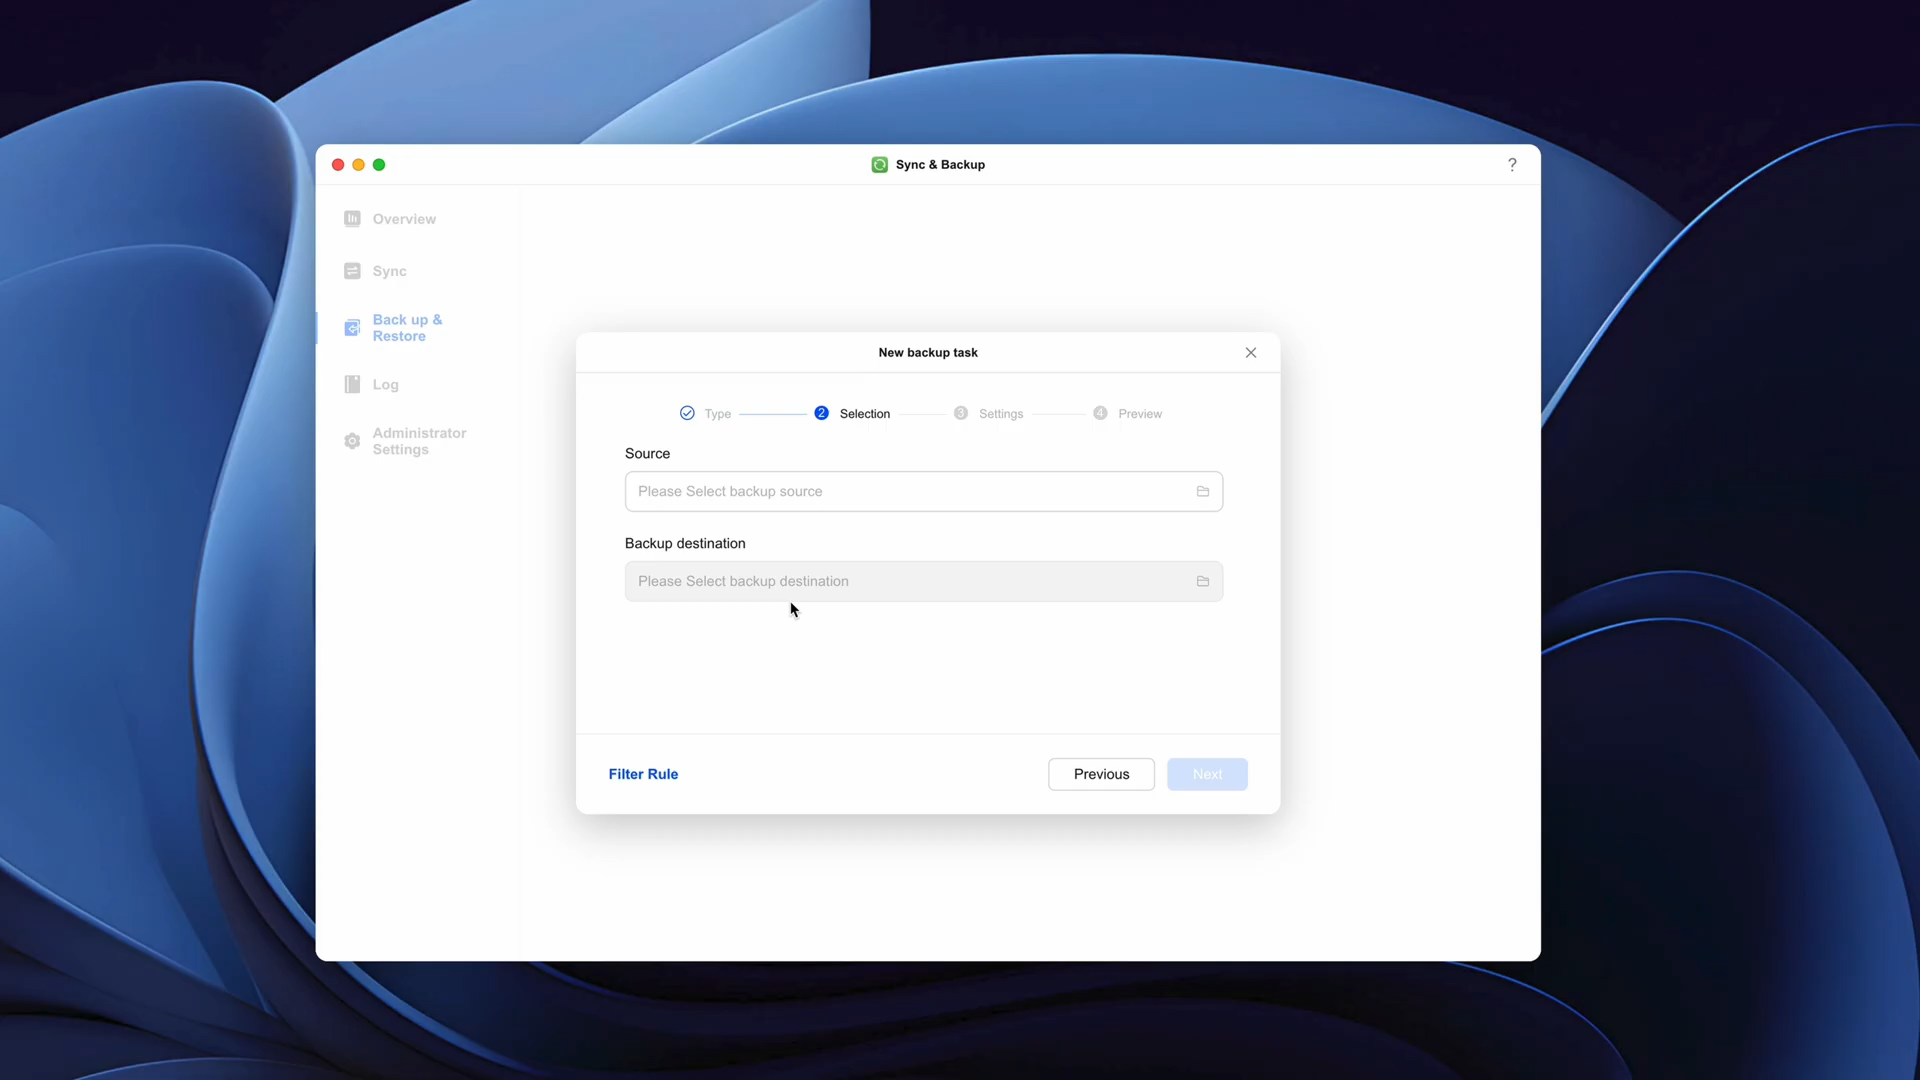 Sync & Backup
?
Overview
Sync
Back up &
Restore
Log
Administrator
Settings
New backup task
Type
2 Selection
3 Settings
4 Preview
Source
Please Select backup source
Backup destination
Please Select backup destination
Filter Rule
Previous
Next